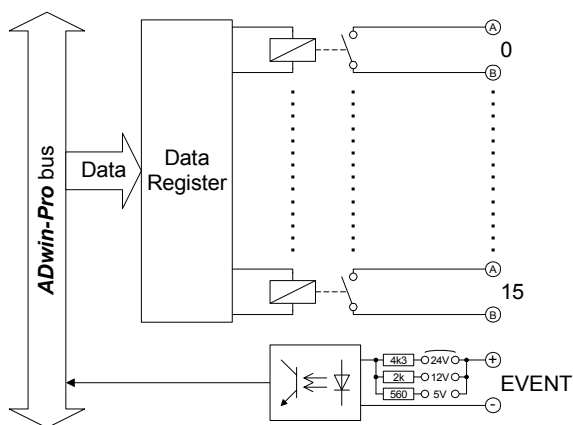 A
0
B
ADwin-Pro bus
Data
Data
Register
A
15
B
4k3 24V
2k 12V
560 5V
+
EVENT
-